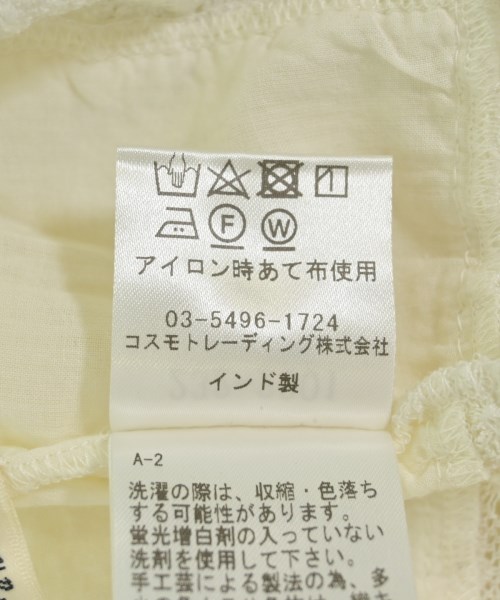 F W
アイロン時あて布使用
03-5496-1724
コスモトレーディング株式会社
インド製
A-2
洗濯の際は、収縮・色落ち
する可能性があります。
蛍光増白剤の入っていない
洗剤を使用して下さい。
手工芸による製法の為、多